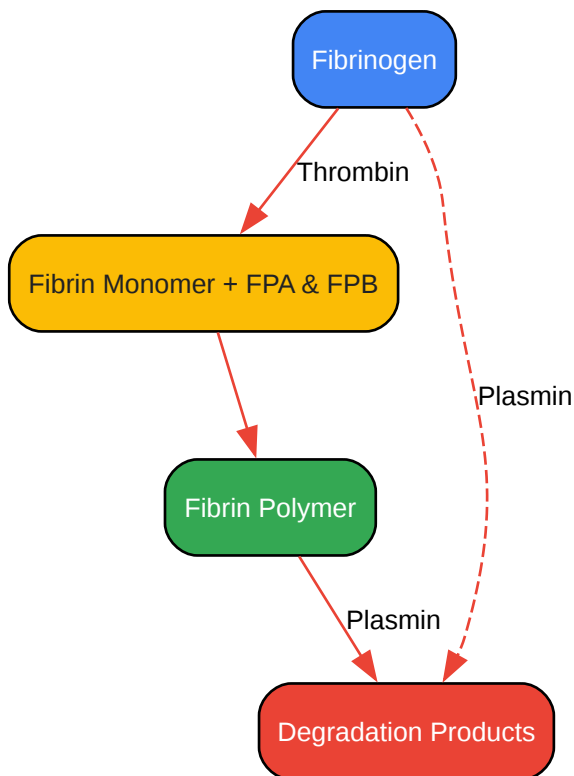 Fibrinogen
Thrombin
Fibrin Monomer + FPA & FPB
Plasmin
Fibrin Polymer
Plasmin
Degradation Products